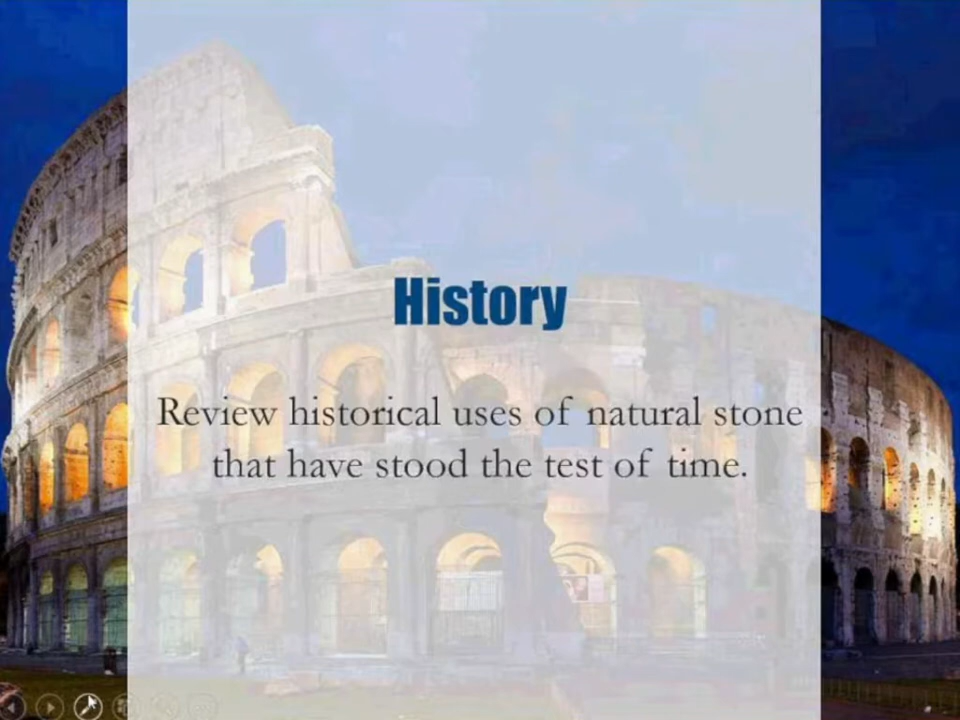 History
Review historical uses of natural stone
that have stood the test of time.